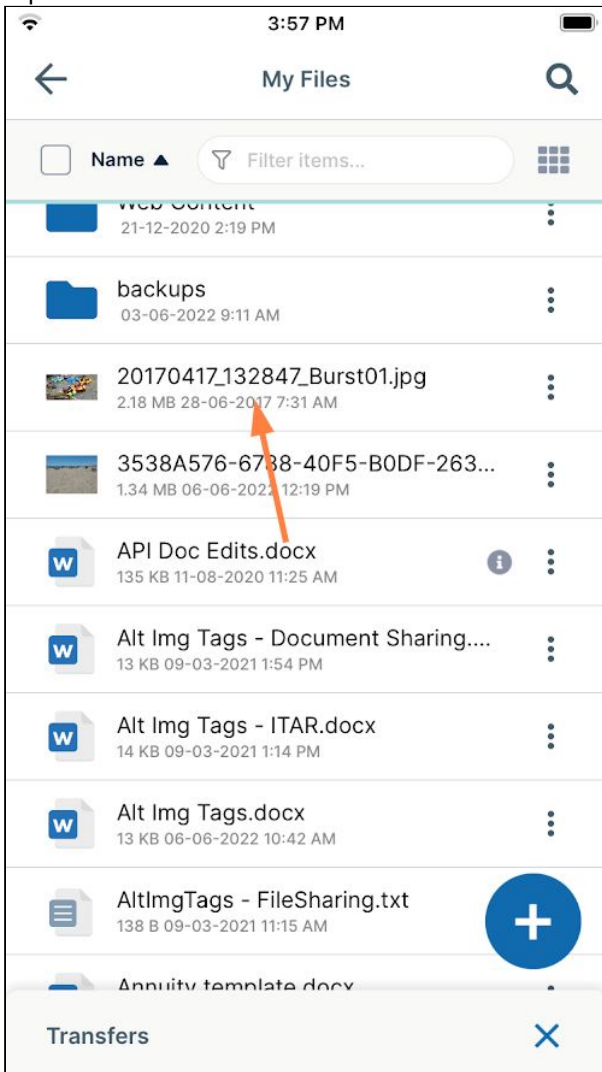 3:57 PM
My Files
Name ▲ Filter items...
Web Content
21-12-2020 2:19 PM
backups
03-06-2022 9:11 AM
20170417_132847_Burst01.jpg
2.18 MB 28-06-2017 7:31 AM
3538A576-6738-40F5-B0DF-263...
1.34 MB 06-06-2022 12:19 PM
W API Doc Edits.docx
135 KB 11-08-2020 11:25 AM
W Alt Img Tags - Document Sharing....
13 KB 09-03-2021 1:54 PM
W Alt Img Tags - ITAR.docx
14 KB 09-03-2021 1:14 PM
W Alt Img Tags.docx
13 KB 06-06-2022 10:42 AM
AltImgTags - FileSharing.txt
138 B 09-03-2021 11:15 AM
Annuity template.docx
Transfers